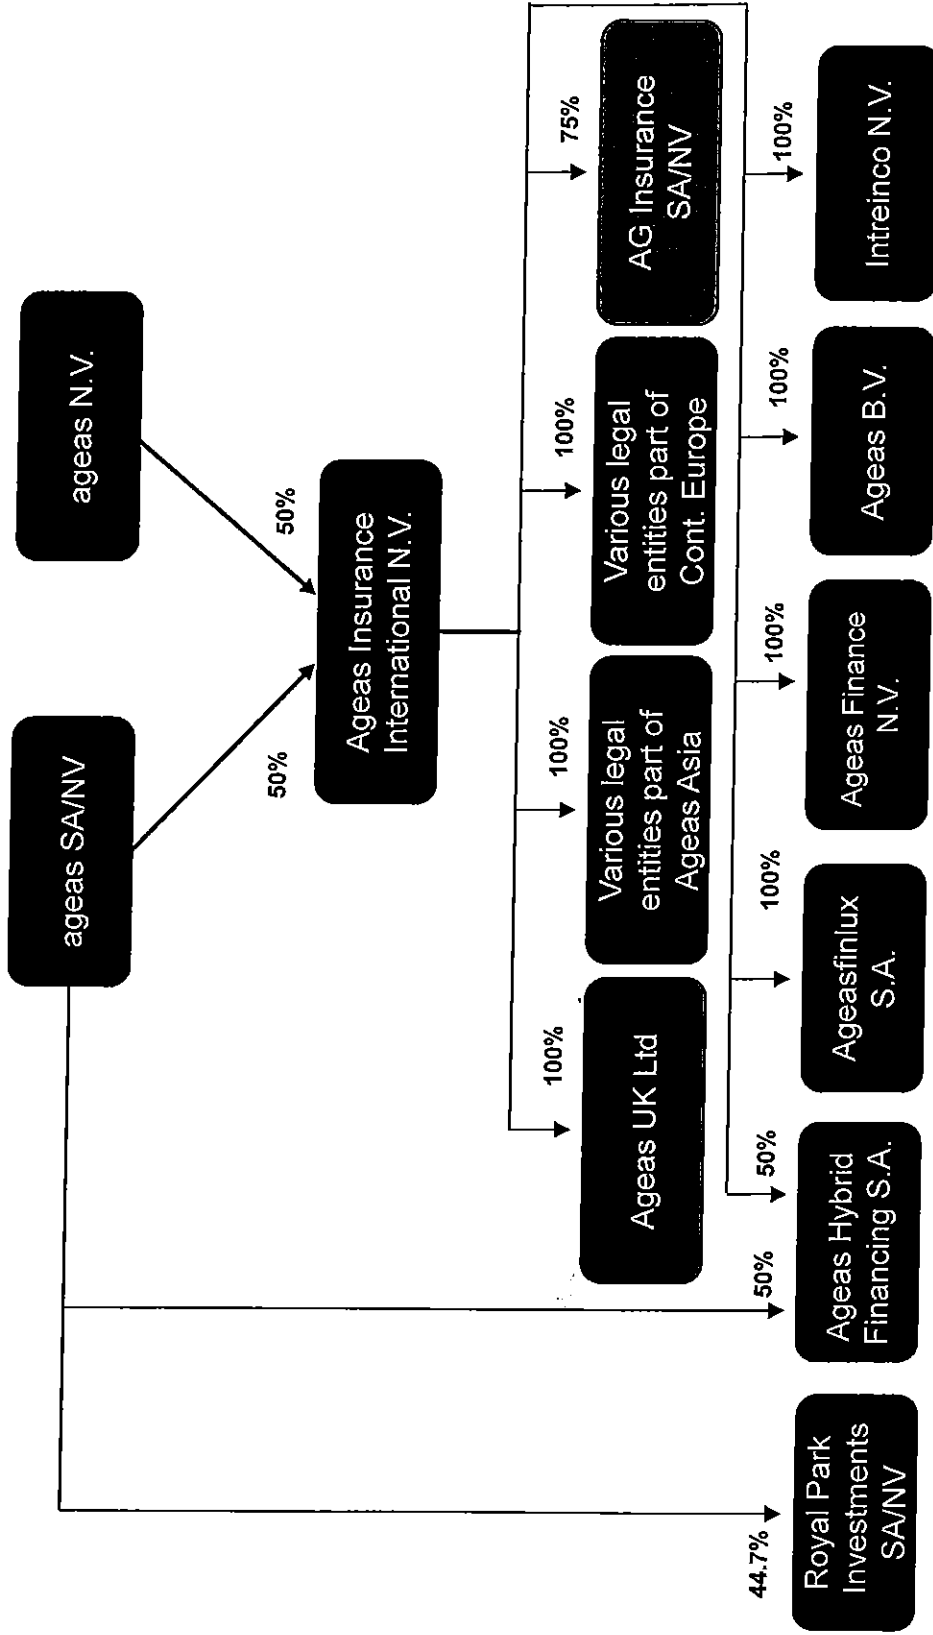 ageas SA/NV
ageas N.V.
50%
50%
Ageas Insurance
International N.V.
100%
100%
100%
75%
Ageas UK Ltd
Various legal
entities part of
Ageas Asia
Various legal
entities part of
Cont. Europe
AG Insurance
SA/NV
44.7%
50%
50%
100%
100%
100%
100%
Royal Park
Investments
SA/NV
Ageas Hybrid
Financing S.A.
Ageasfinlux
S.A.
Ageas Finance
N.V.
Ageas B.V.
Intreinco N.V.